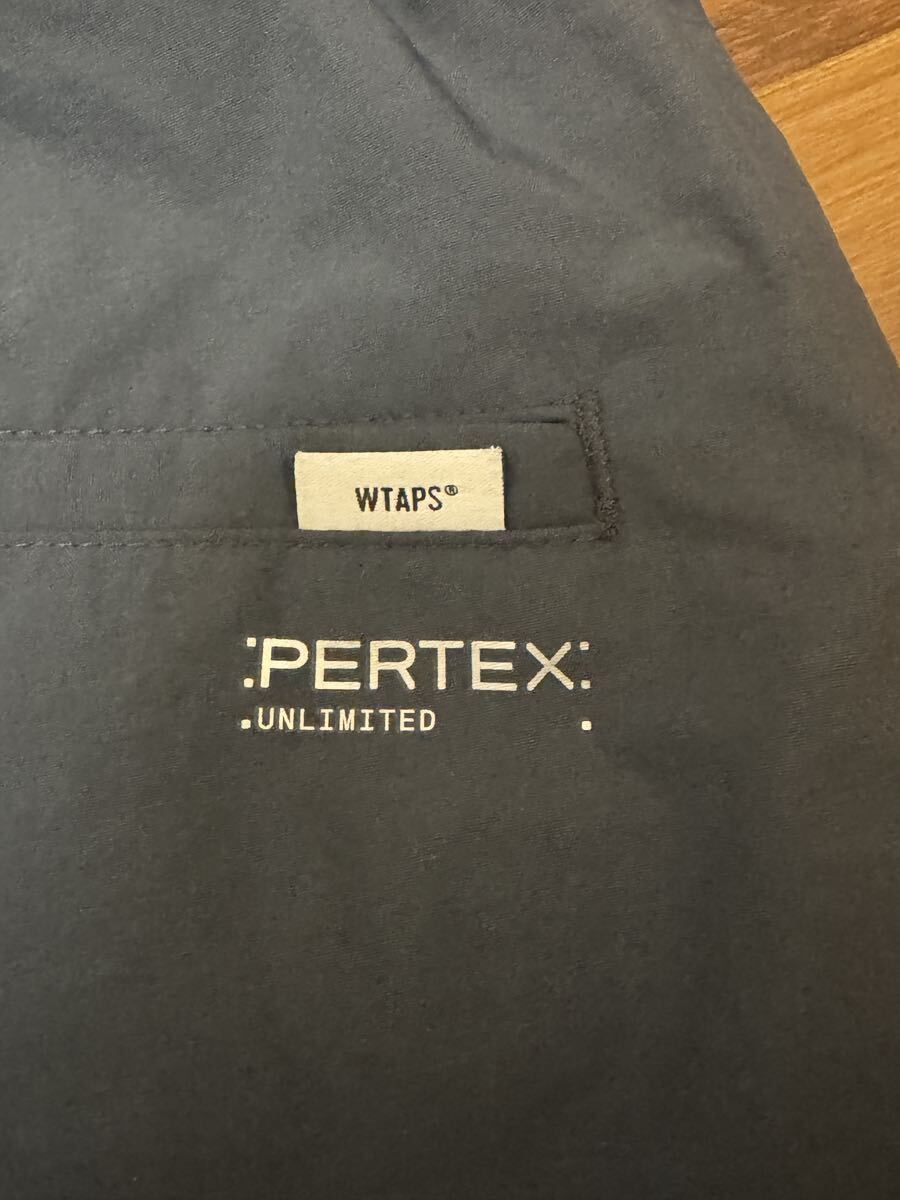 WTAPS®
:PERTEX:
.UNLIMITED .